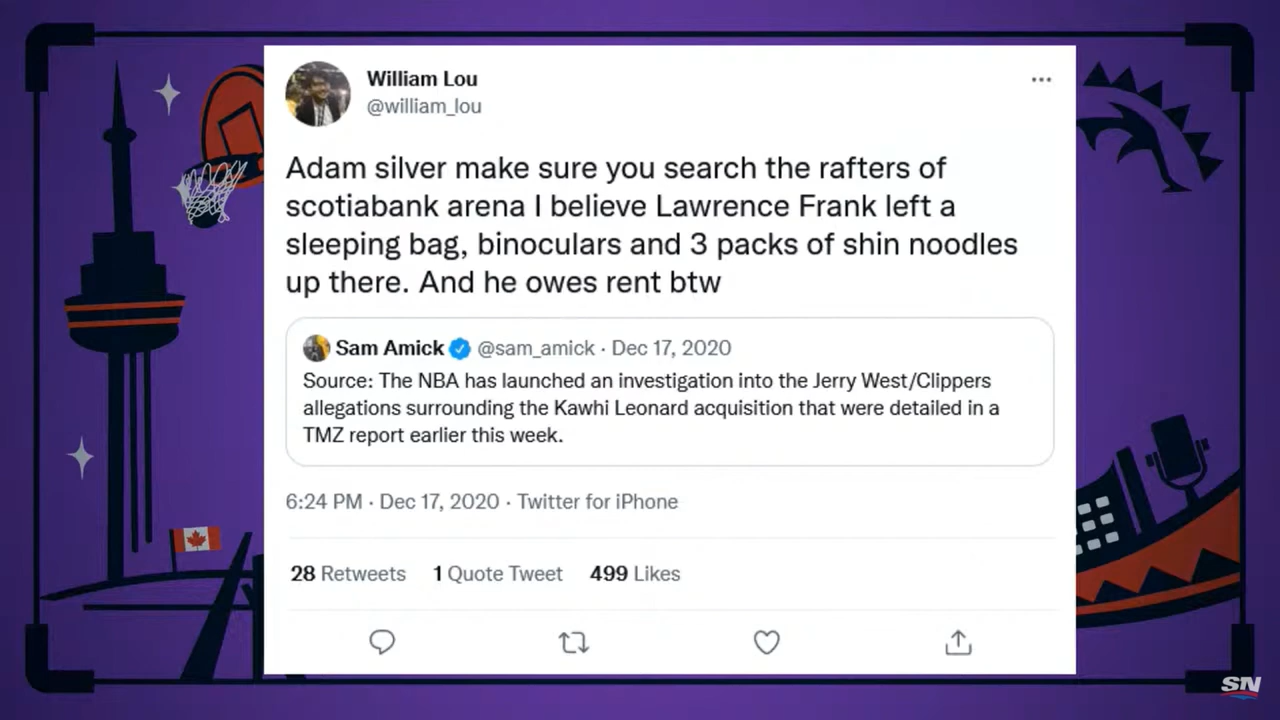 William Lou
@william_lou
Adam silver make sure you search the rafters of
scotiabank arena I believe Lawrence Frank left a
sleeping bag, binoculars and 3 packs of shin noodles
up there. And he owes rent btw
Sam Amick @sam_amick · Dec 17, 2020
Source: The NBA has launched an investigation into the Jerry West/Clippers
allegations surrounding the Kawhi Leonard acquisition that were detailed in a
TMZ report earlier this week.
6:24 PM · Dec 17, 2020 · Twitter for iPhone
28 Retweets 1 Quote Tweet 499 Likes
SN